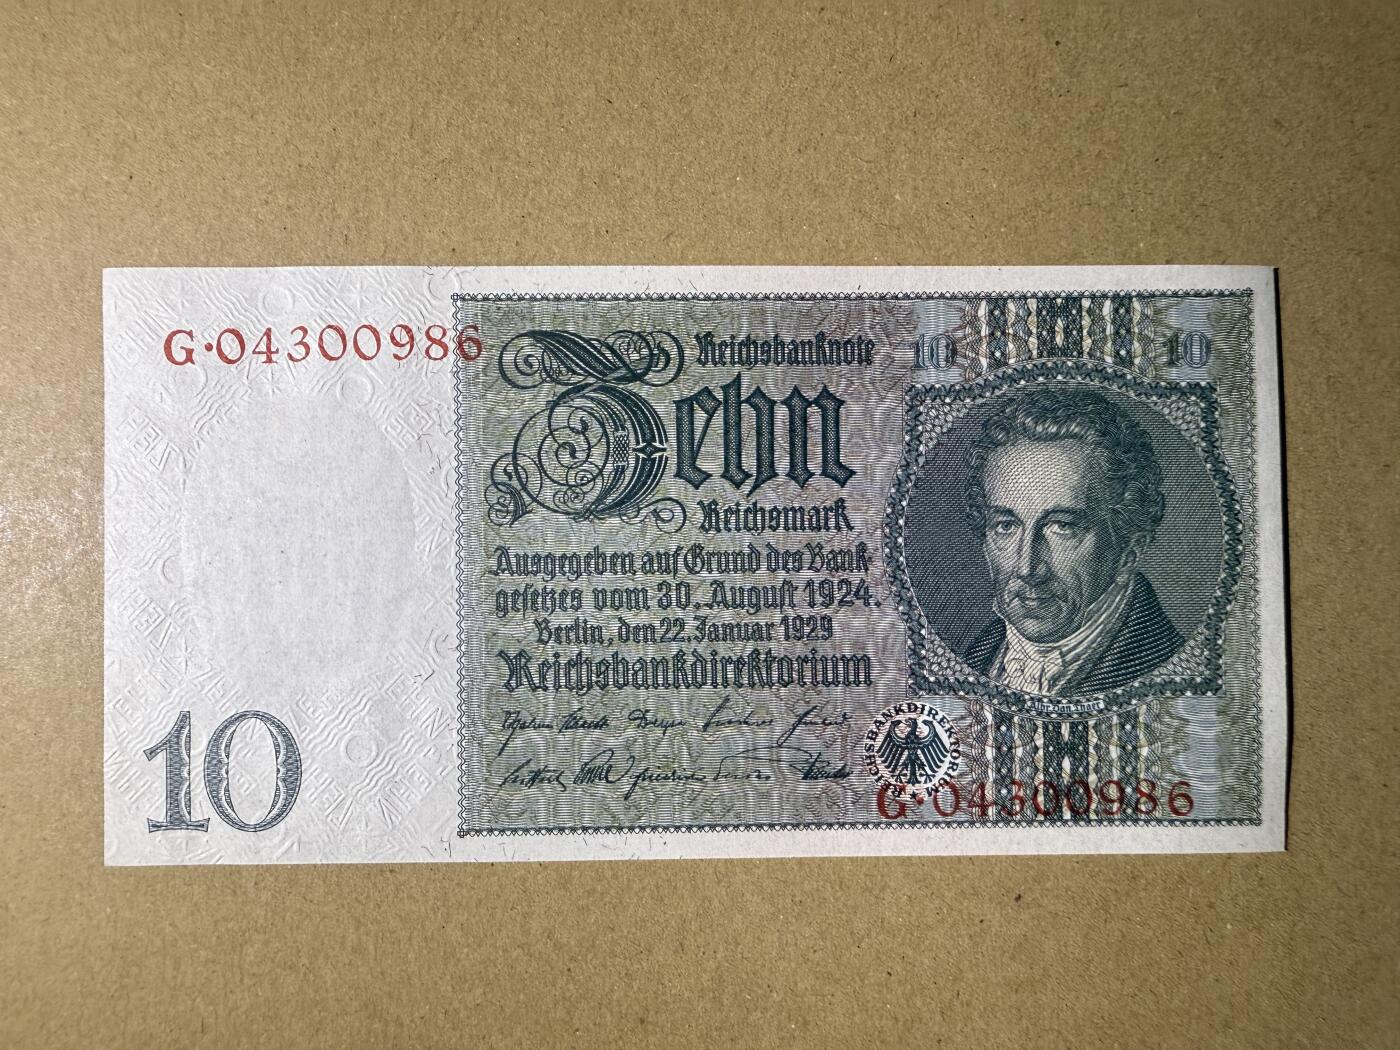 G·04300986
Reichsbanknote
10
10
Zehn
Reichsmark
Ausgegeben auf Grund des Bank-
gesetzes vom 30. August 1924.
Berlin, den 22. Januar 1929
Reichsbankdirektorium
REICHSBANKDIREKTORIUM
G·04300986
10